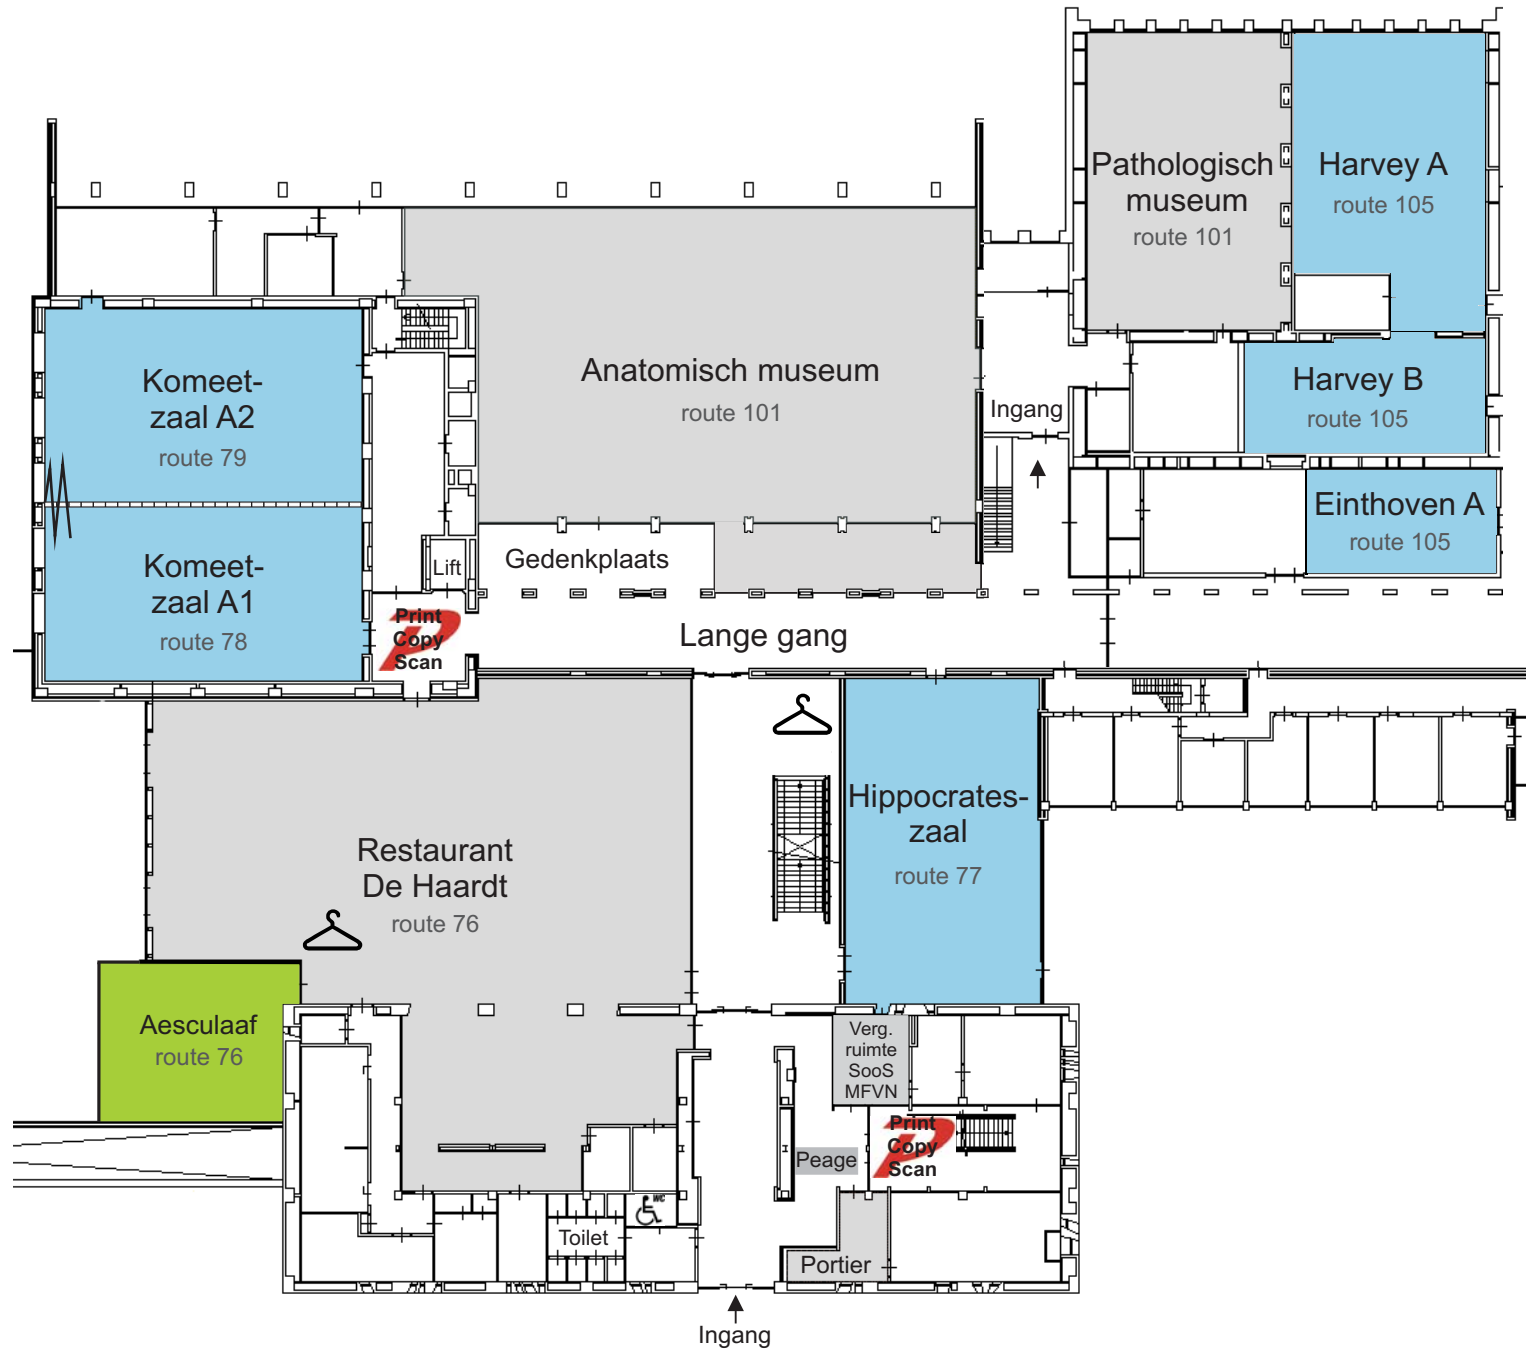 Pathologisch
museum
route 101
Harvey A
route 105
Anatomisch museum
route 101
Komeet-
zaal A2
route 79
Ingang
Harvey B
route 105
Einthoven A
route 105
Komeet-
zaal A1
route 78
Lift
Gedenkplaats
Print
Copy
Scan
Lange gang
Hippocrates-
zaal
route 77
Restaurant
De Haardt
route 76
Aesculaaf
route 76
Verg.
ruimte
SooS
MFVN
Print
Copy
Scan
Peage
WC
Toilet
Portier
Ingang